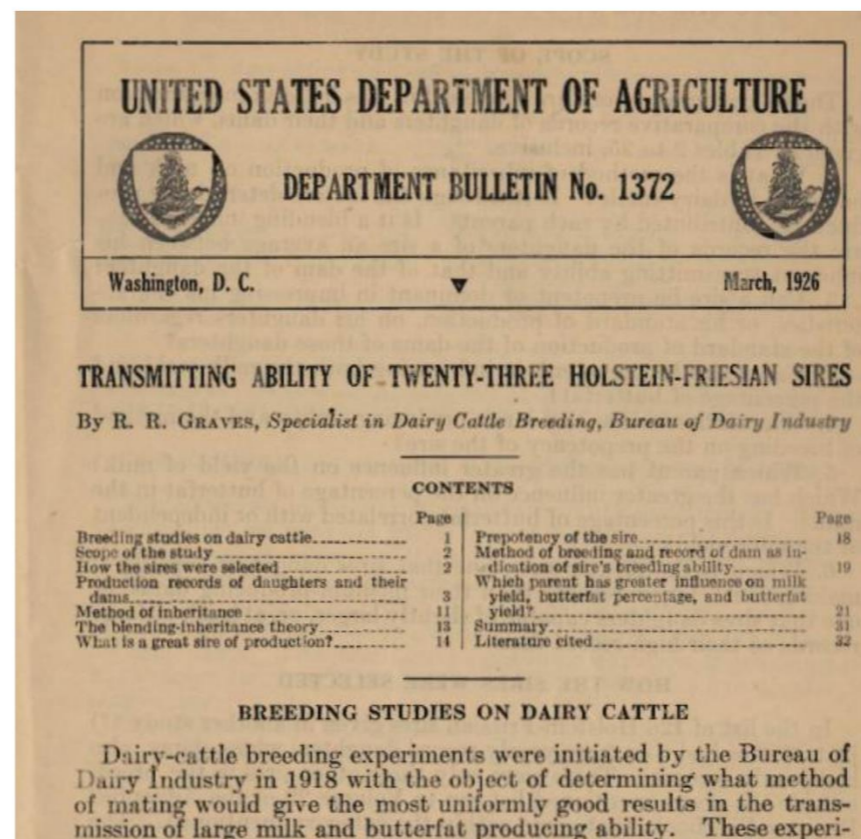 UNITED STATES DEPARTMENT OF AGRICULTURE
DEPARTMENT BULLETIN No. 1372
Washington, D. C. ▼ March, 1926
TRANSMITTING ABILITY OF TWENTY-THREE HOLSTEIN-FRIESIAN SIRES
By R. R. GRAVES, Specialist in Dairy Cattle Breeding, Bureau of Dairy Industry
CONTENTS
Page
Breeding studies on dairy cattle 1
Scope of the study 2
How the sires were selected 2
Production records of daughters and their
dams 3
Method of inheritance 11
The blending-inheritance theory 13
What is a great sire of production? 14
Page
Prepotency of the sire 18
Method of breeding and record of dam as in-
dication of sire's breeding ability 19
Which parent has greater influence on milk
yield, butterfat percentage, and butterfat
yield? 21
Summary 31
Literature cited 32
BREEDING STUDIES ON DAIRY CATTLE
Dairy-cattle breeding experiments were initiated by the Bureau of
Dairy Industry in 1918 with the object of determining what method
of mating would give the most uniformly good results in the trans-
mission of large milk and butterfat producing ability. These experi-